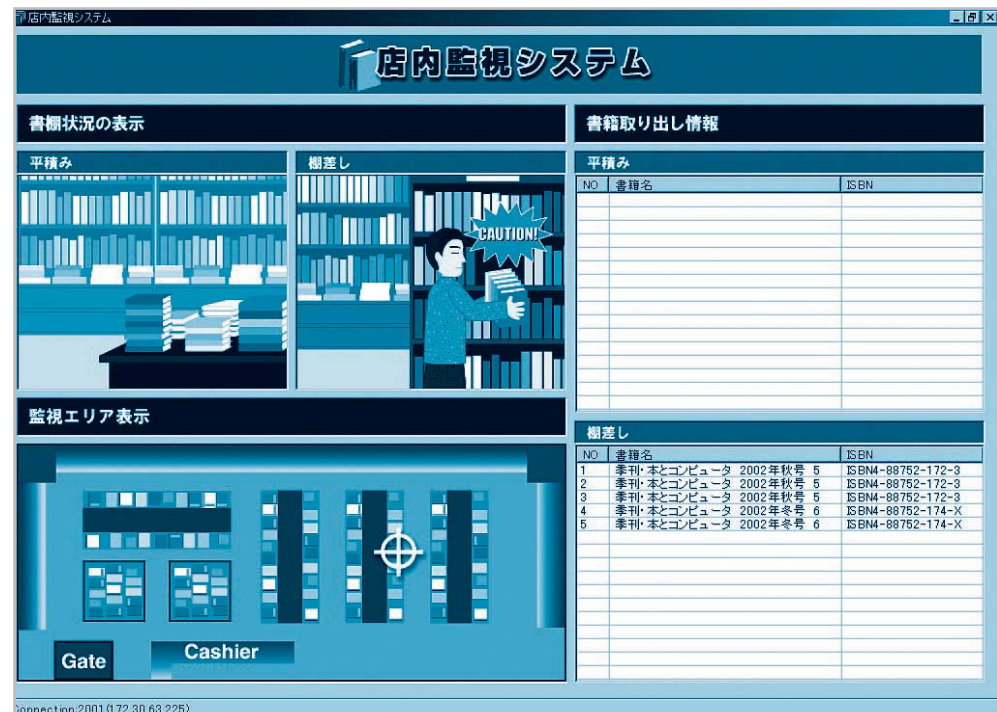 店内監視システム
店内監視システム
書棚状況の表示
平積み
棚差し
CAUTION!
監視エリア表示
Gate
Cashier
書籍取り出し情報
平積み
NO 書籍名 ISBN
棚差し
NO 書籍名 ISBN
1 季刊・本とコンピュータ 2002年秋号 5 ISBN4-88752-172-3
2 季刊・本とコンピュータ 2002年秋号 5 ISBN4-88752-172-3
3 季刊・本とコンピュータ 2002年秋号 5 ISBN4-88752-172-3
4 季刊・本とコンピュータ 2002年冬号 6 ISBN4-88752-174-X
5 季刊・本とコンピュータ 2002年冬号 6 ISBN4-88752-174-X
Connection:2001(172.30.63.225)